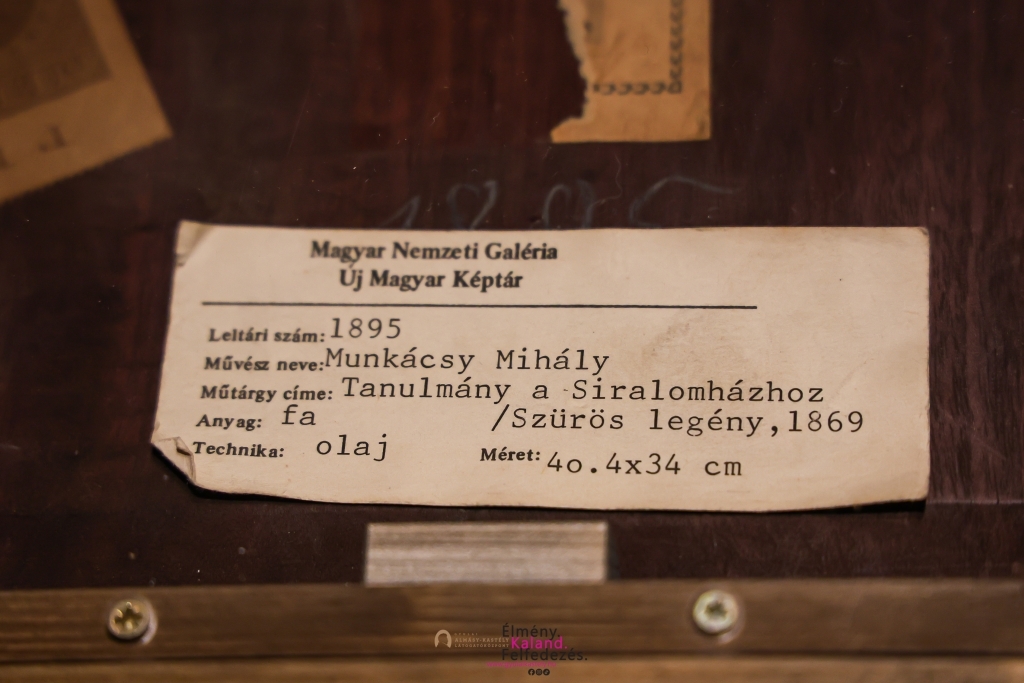 1895
Magyar Nemzeti Galéria
Új Magyar Képtár
Leltári szám: 1895
Művész neve: Munkácsy Mihály
Műtárgy címe: Tanulmány a Siralomházhoz
Anyag: fa /Szürös legény,1869
Technika: olaj Méret: 4o.4x34 cm
Élmény.
Kaland.
Felfedezés.